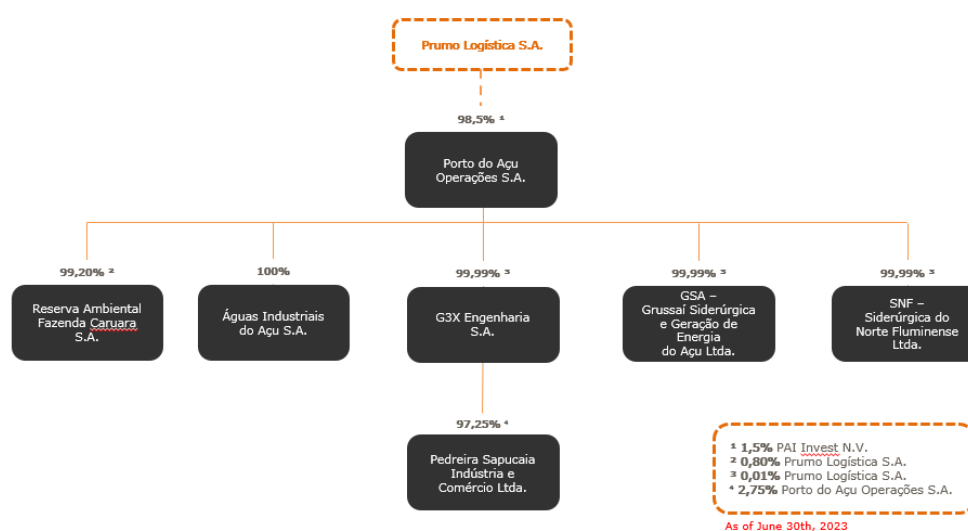 Prumo Logística S.A.
98,5% ¹
Porto do Açu
Operações S.A.
99,20% ²
100%
99,99% ³
99,99% ³
99,99% ³
Reserva Ambiental
Fazenda Caruara
S.A.
Águas Industriais
do Açu S.A.
G3X Engenharia
S.A.
GSA –
Grussaí Siderúrgica
e Geração de
Energia
do Açu Ltda.
SNF –
Siderúrgica do
Norte Fluminense
Ltda.
97,25% ⁴
Pedreira Sapucaia
Indústria e
Comércio Ltda.
¹ 1,5% PAI Invest N.V.
² 0,80% Prumo Logística S.A.
³ 0,01% Prumo Logística S.A.
⁴ 2,75% Porto do Açu Operações S.A.
As of June 30th, 2023